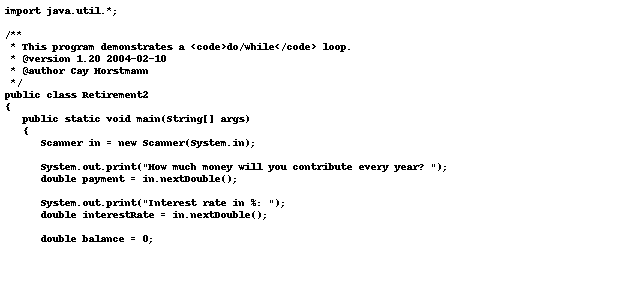 import java.util.*;
/**
* This program demonstrates a <code>do/while</code> loop.
* @version 1.20 2004-02-10
* @author Cay Horstmann
*/
public class Retirement2
{
public static void main(String[] args)
{
Scanner in = new Scanner(System.in);
System.out.print("How much money will you contribute every year? ");
double payment = in.nextDouble();
System.out.print("Interest rate in %: ");
double interestRate = in.nextDouble();
double balance = 0;